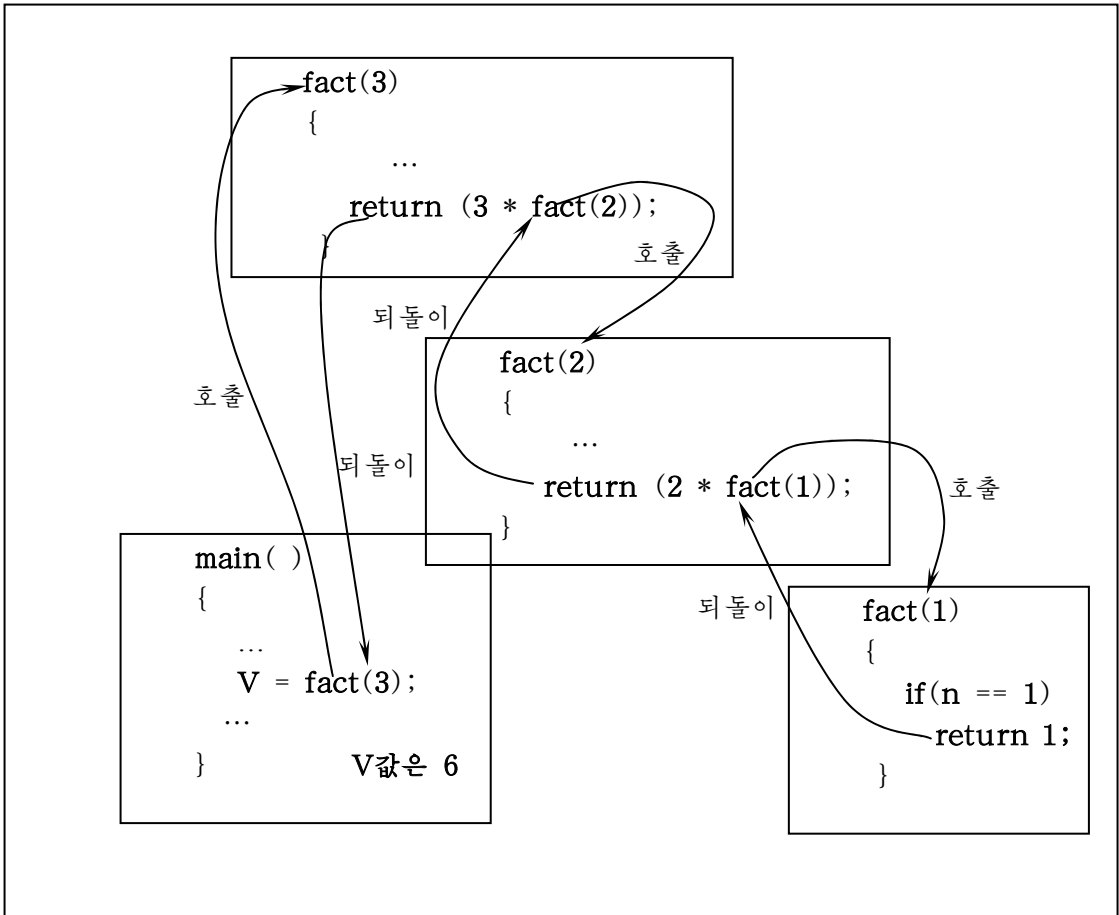 fact(3)
{
...
return (3 * fact(2));
}
호출
되돌이
호출
되돌이
fact(2)
{
...
return (2 * fact(1));
}
호출
되돌이
main( )
{
...
V = fact(3);
...
}
V값은 6
fact(1)
{
if(n == 1)
return 1;
}